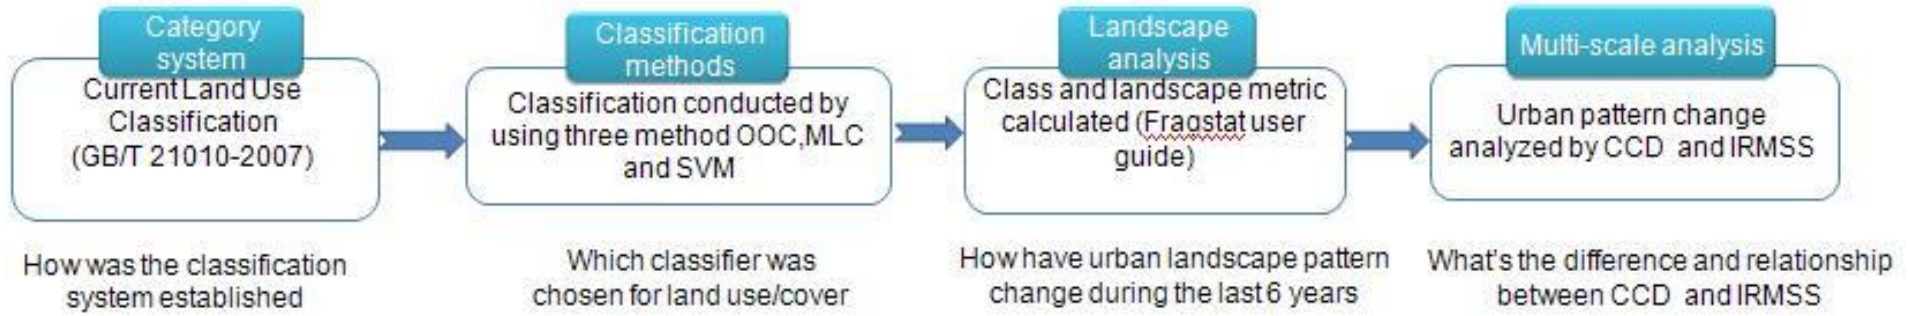 Category
system
Current Land Use
Classification
(GB/T 21010-2007)
How was the classification
system established
Classification
methods
Classification conducted by
using three method OOC,MLC
and SVM
Which classifier was
chosen for land use/cover
Landscape
analysis
Class and landscape metric
calculated (Fragstat user
guide)
How have urban landscape pattern
change during the last 6 years
Multi-scale analysis
Urban pattern change
analyzed by CCD and IRMSS
What's the difference and relationship
between CCD and IRMSS